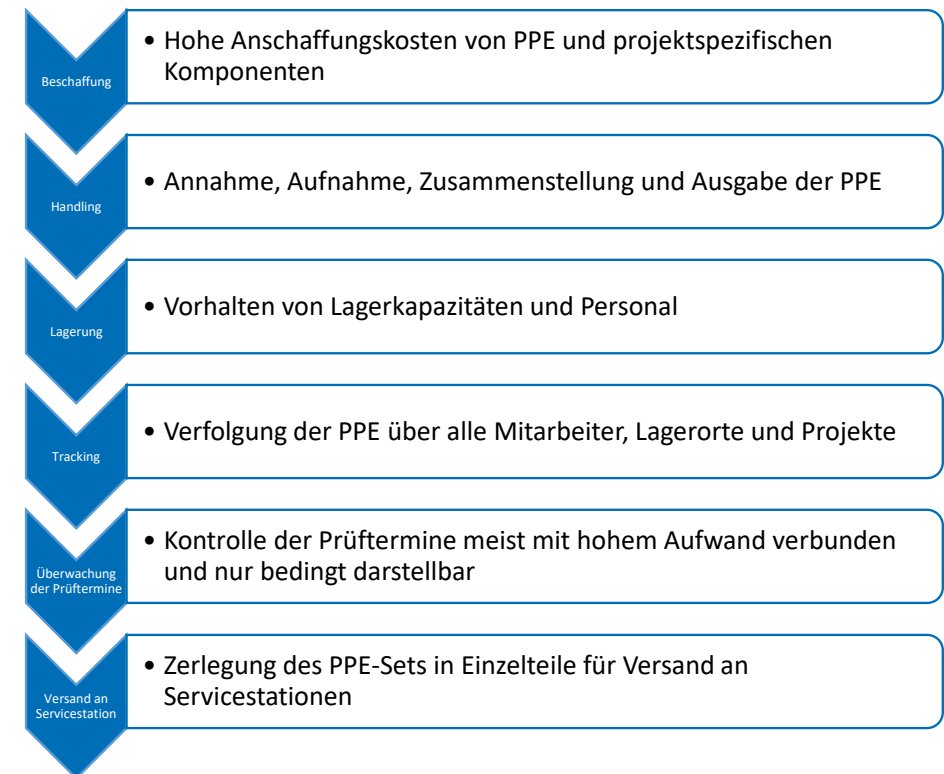 Beschaffung
• Hohe Anschaffungskosten von PPE und projektspezifischen
Komponenten
Handling
• Annahme, Aufnahme, Zusammenstellung und Ausgabe der PPE
Lagerung
• Vorhalten von Lagerkapazitäten und Personal
Tracking
• Verfolgung der PPE über alle Mitarbeiter, Lagerorte und Projekte
Überwachung
der Prüftermine
• Kontrolle der Prüftermine meist mit hohem Aufwand verbunden
und nur bedingt darstellbar
Versand an
Servicestation
• Zerlegung des PPE-Sets in Einzelteile für Versand an
Servicestationen